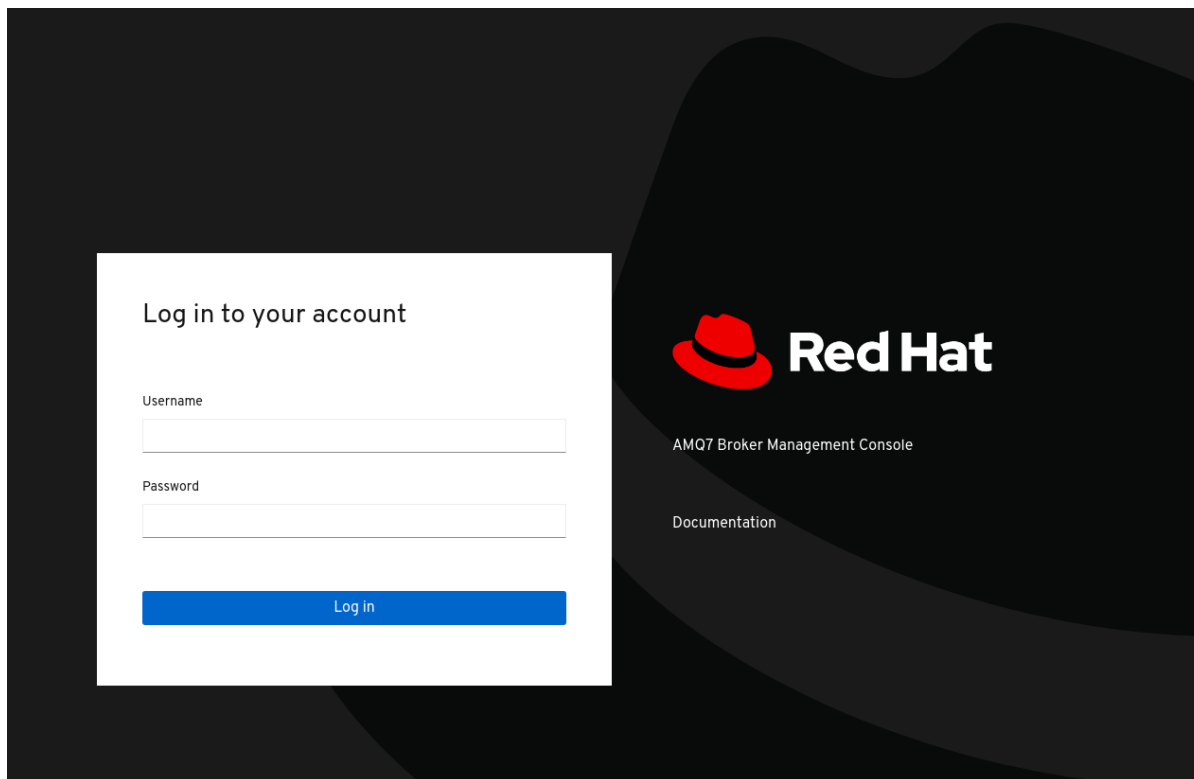 Log in to your account
Username
Password
Log in
Red Hat
AMQ7 Broker Management Console
Documentation